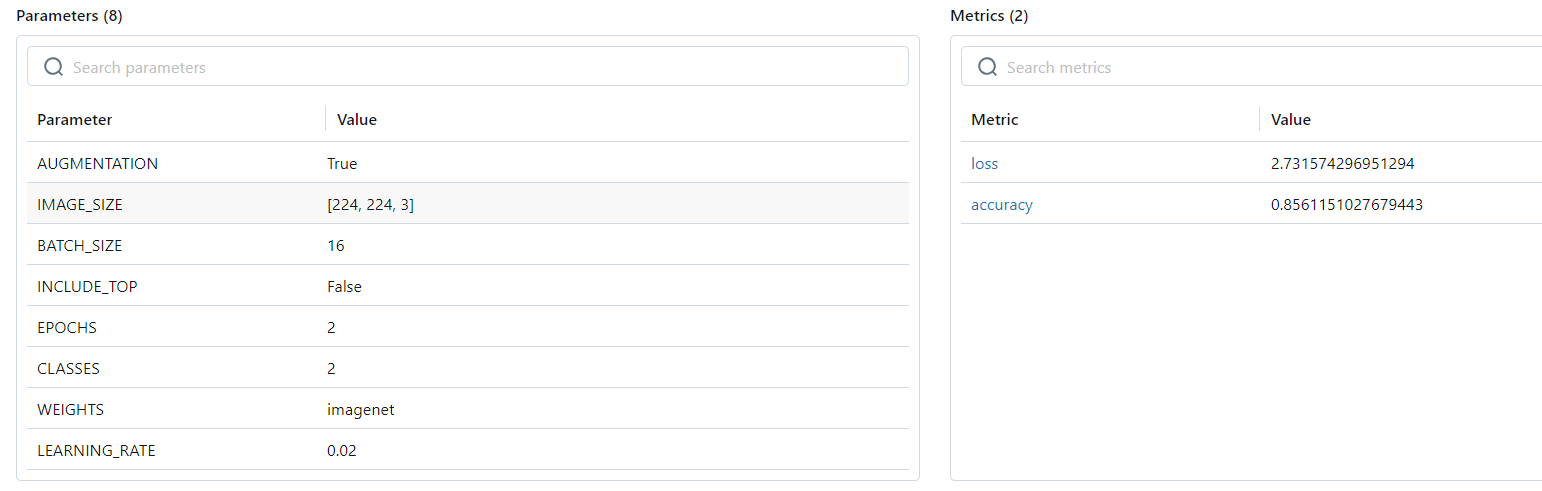 Parameters (8)
Search parameters
Parameter Value
AUGMENTATION True
IMAGE_SIZE [224, 224, 3]
BATCH_SIZE 16
INCLUDE_TOP False
EPOCHS 2
CLASSES 2
WEIGHTS imagenet
LEARNING_RATE 0.02
Metrics (2)
Search metrics
Metric Value
loss 2.731574296951294
accuracy 0.8561151027679443